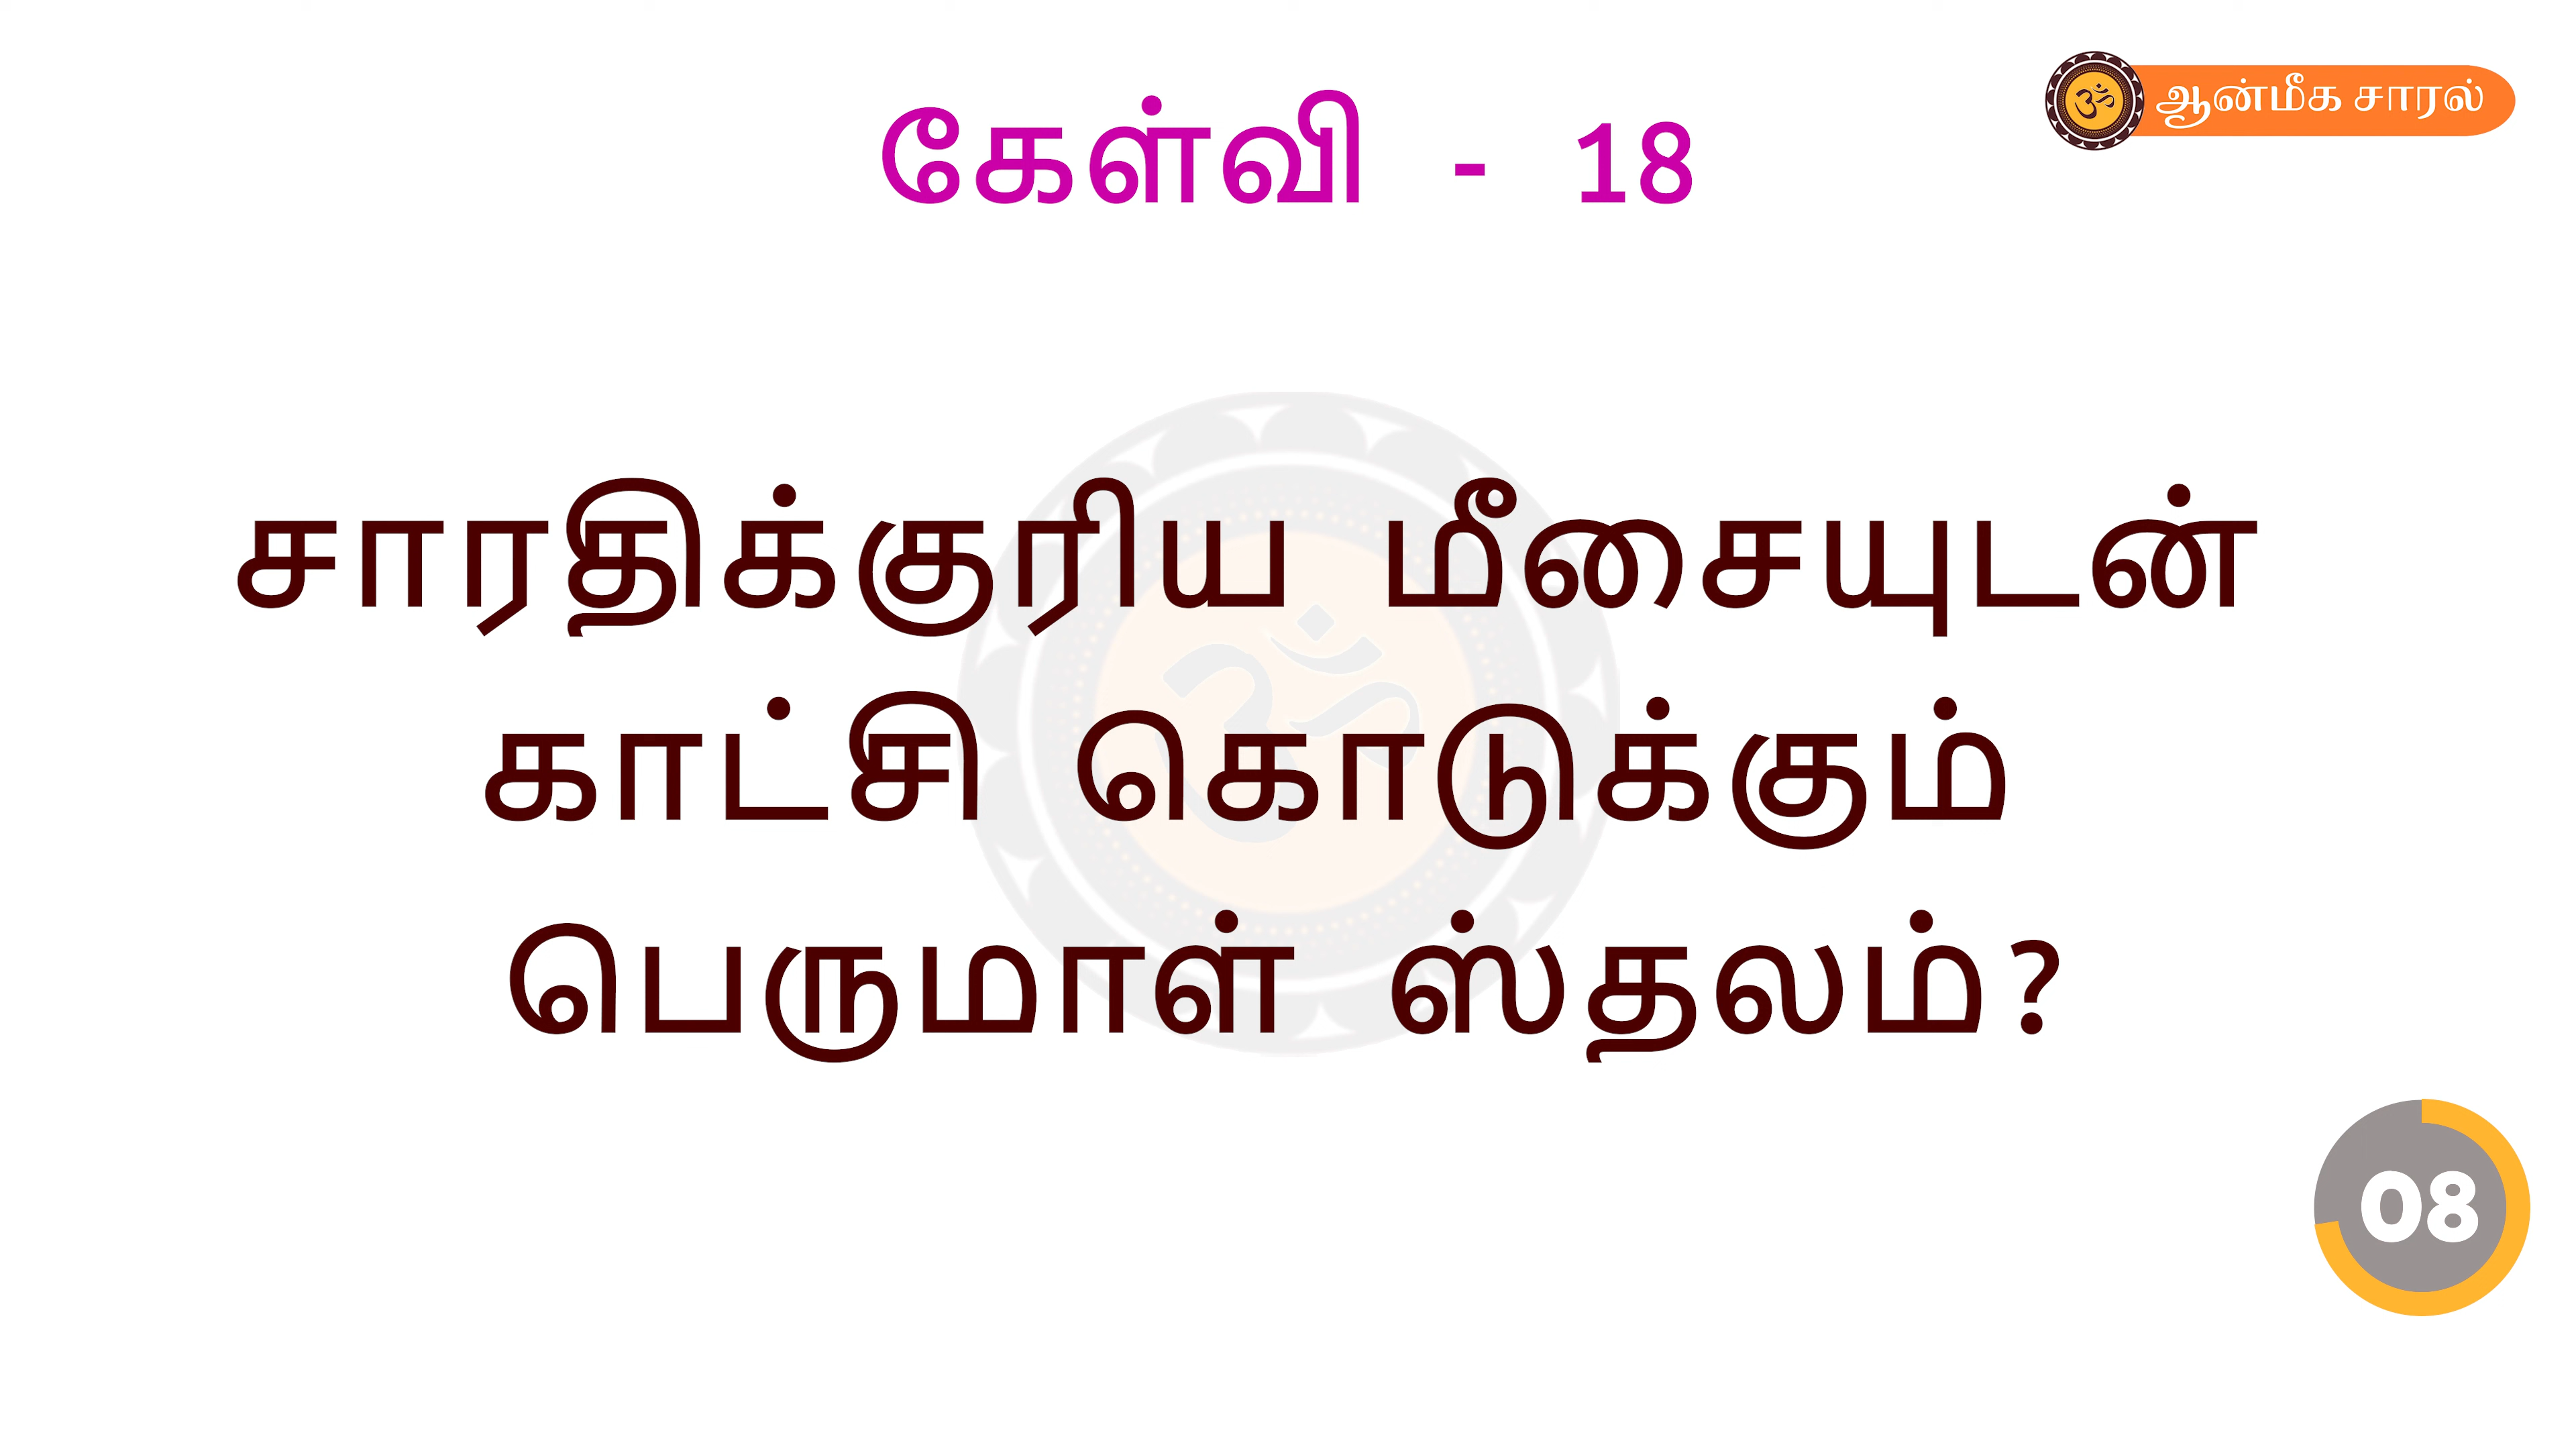 ஆன்மீக சாரல்
கேள்வி - 18
சாரதிக்குரிய மீசையுடன்
காட்சி கொடுக்கும்
பெருமாள் ஸ்தலம்?
08